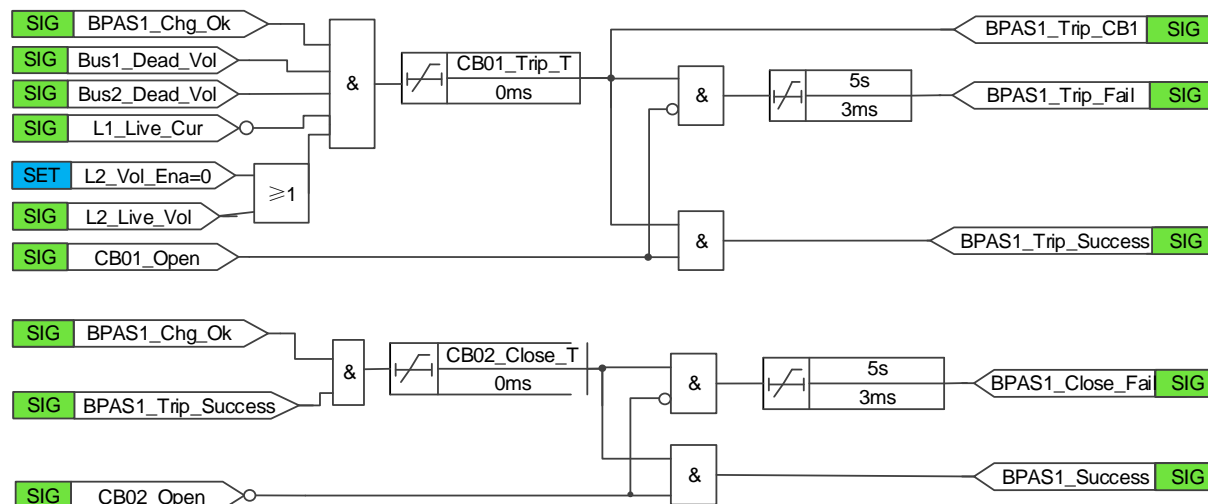 SIG BPAS1_Chg_Ok
SIG Bus1_Dead_Vol
SIG Bus2_Dead_Vol
SIG L1_Live_Cur
SET L2_Vol_Ena=0
SIG L2_Live_Vol
SIG CB01_Open
≥1
&
CB01_Trip_T
0ms
&
5s
3ms
&
BPAS1_Trip_CB1 SIG
BPAS1_Trip_Fail SIG
BPAS1_Trip_Success SIG
SIG BPAS1_Chg_Ok
SIG BPAS1_Trip_Success
SIG CB02_Open
&
CB02_Close_T
0ms
&
5s
3ms
&
BPAS1_Close_Fail SIG
BPAS1_Success SIG